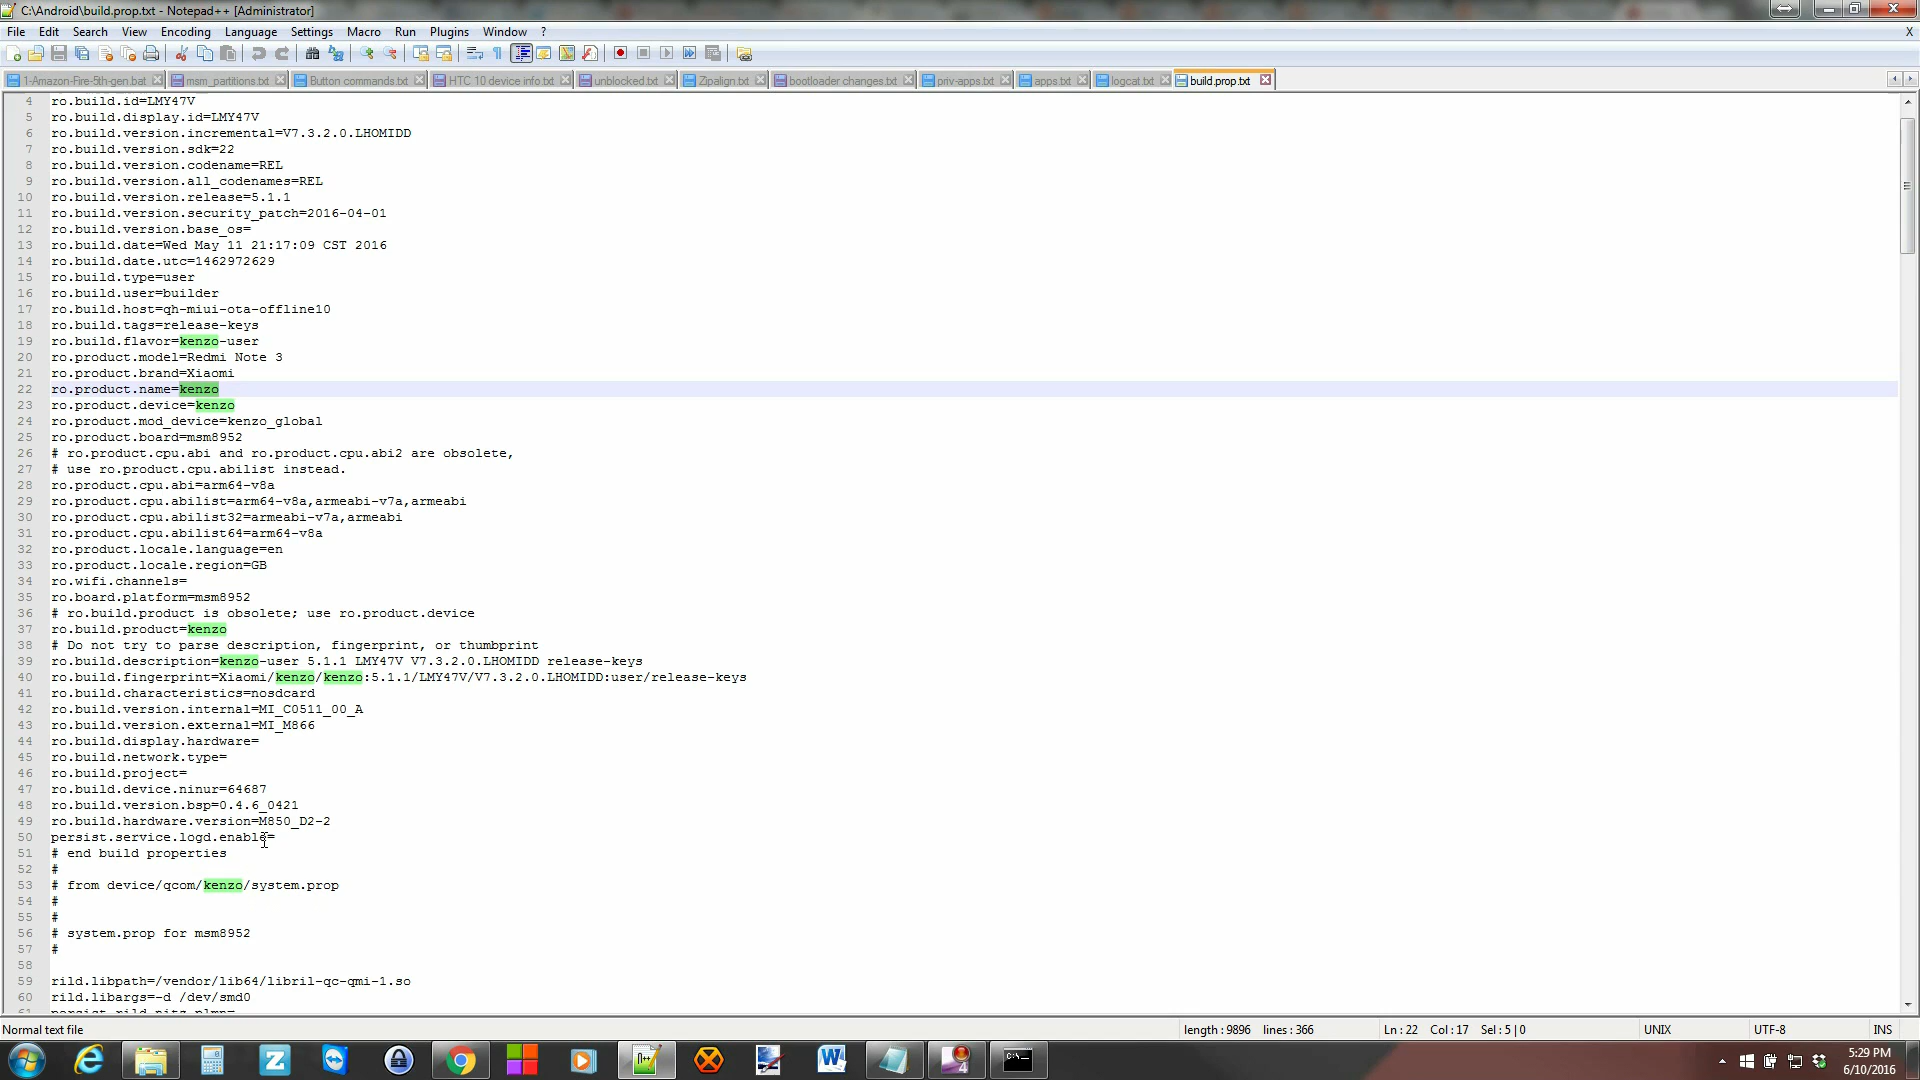 C:\Android\build.prop.txt - Notepad++ [Administrator]
File Edit Search View Encoding Language Settings Macro Run Plugins Window ?
X
1-Amazon-Fire-5th-gen.bat msm_partitions.txt Button commands.txt HTC 10 device info.txt unblocked.txt Zipalign.txt bootloader changes.txt priv-apps.txt apps.txt logcat.txt build.prop.txt
4 ro.build.id=LMY47V
5 ro.build.display.id=LMY47V
6 ro.build.version.incremental=V7.3.2.0.LHOMIDD
7 ro.build.version.sdk=22
8 ro.build.version.codename=REL
9 ro.build.version.all_codenames=REL
10 ro.build.version.release=5.1.1
11 ro.build.version.security_patch=2016-04-01
12 ro.build.version.base_os=
13 ro.build.date=Wed May 11 21:17:09 CST 2016
14 ro.build.date.utc=1462972629
15 ro.build.type=user
16 ro.build.user=builder
17 ro.build.host=qh-miui-ota-offline10
18 ro.build.tags=release-keys
19 ro.build.flavor=kenzo-user
20 ro.product.model=Redmi Note 3
21 ro.product.brand=Xiaomi
22 ro.product.name=kenzo
23 ro.product.device=kenzo
24 ro.product.mod_device=kenzo_global
25 ro.product.board=msm8952
26 # ro.product.cpu.abi and ro.product.cpu.abi2 are obsolete,
27 # use ro.product.cpu.abilist instead.
28 ro.product.cpu.abi=arm64-v8a
29 ro.product.cpu.abilist=arm64-v8a,armeabi-v7a,armeabi
30 ro.product.cpu.abilist32=armeabi-v7a,armeabi
31 ro.product.cpu.abilist64=arm64-v8a
32 ro.product.locale.language=en
33 ro.product.locale.region=GB
34 ro.wifi.channels=
35 ro.board.platform=msm8952
36 # ro.build.product is obsolete; use ro.product.device
37 ro.build.product=kenzo
38 # Do not try to parse description, fingerprint, or thumbprint
39 ro.build.description=kenzo-user 5.1.1 LMY47V V7.3.2.0.LHOMIDD release-keys
40 ro.build.fingerprint=Xiaomi/kenzo/kenzo:5.1.1/LMY47V/V7.3.2.0.LHOMIDD:user/release-keys
41 ro.build.characteristics=nosdcard
42 ro.build.version.internal=MI_C0511_00_A
43 ro.build.version.external=MI_M866
44 ro.build.display.hardware=
45 ro.build.network.type=
46 ro.build.project=
47 ro.build.device.ninur=64687
48 ro.build.version.bsp=0.4.6_0421
49 ro.build.hardware.version=M850_D2-2
50 persist.service.logd.enable=
51 # end build properties
52 #
53 # from device/qcom/kenzo/system.prop
54 #
55 #
56 # system.prop for msm8952
57 #
58
59 rild.libpath=/vendor/lib64/libril-qc-qmi-1.so
60 rild.libargs=-d /dev/smd0
61 persist.rild.nitz_plmn=
Normal text file length : 9896 lines : 366 Ln : 22 Col : 17 Sel : 5 | 0 UNIX UTF-8 INS
5:29 PM
6/10/2016